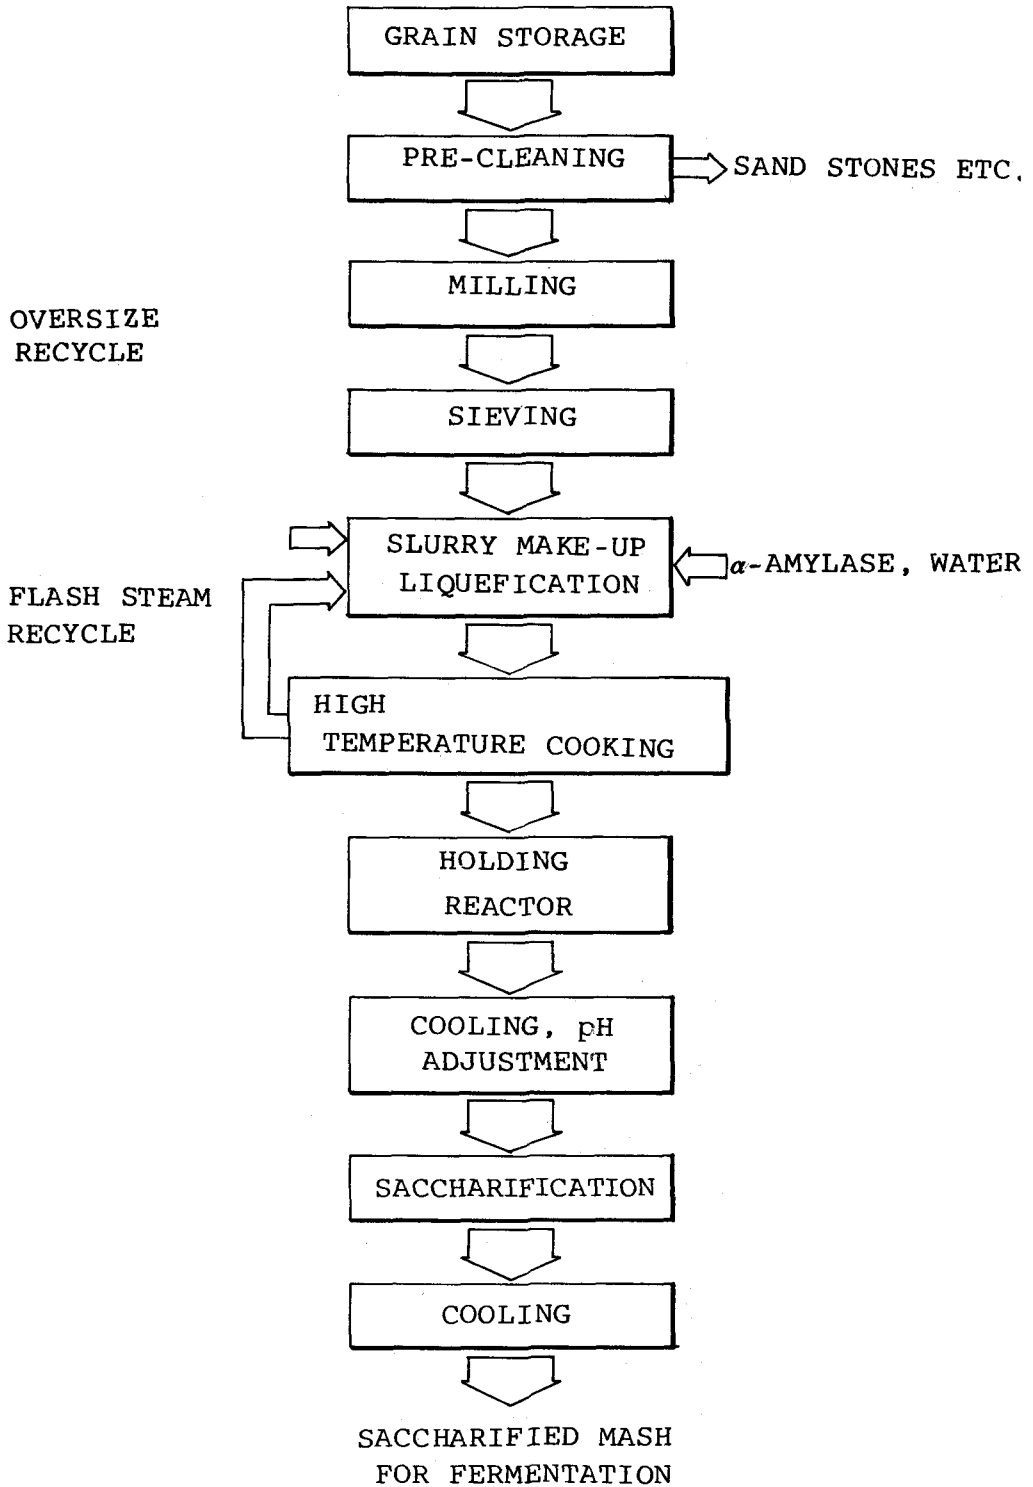 GRAIN STORAGE
PRE-CLEANING
SAND STONES ETC.
MILLING
OVERSIZE
RECYCLE
SIEVING
SLURRY MAKE-UP
LIQUEFICATION
α-AMYLASE, WATER
FLASH STEAM
RECYCLE
HIGH
TEMPERATURE COOKING
HOLDING
REACTOR
COOLING, pH
ADJUSTMENT
SACCHARIFICATION
COOLING
SACCHARIFIED MASH
FOR FERMENTATION